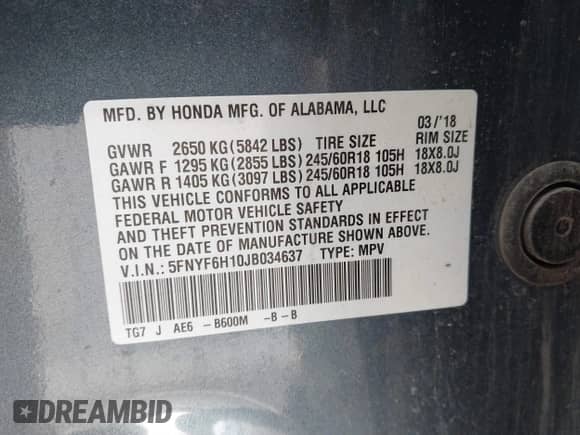 MFD. BY HONDA MFG. OF ALABAMA, LLC
03/'18
GVWR 2650 KG (5842 LBS) TIRE SIZE RIM SIZE
GAWR F 1295 KG (2855 LBS) 245/60R18 105H 18X8.0J
GAWR R 1405 KG (3097 LBS) 245/60R18 105H 18X8.0J
THIS VEHICLE CONFORMS TO ALL APPLICABLE
FEDERAL MOTOR VEHICLE SAFETY
AND THEFT PREVENTION STANDARDS IN EFFECT
ON THE DATE OF MANUFACTURE SHOWN ABOVE.
V.I.N.: 5FNYF6H10JB034637 TYPE: MPV
TG7 J AE6 -B600M -B-B
DREAMBID